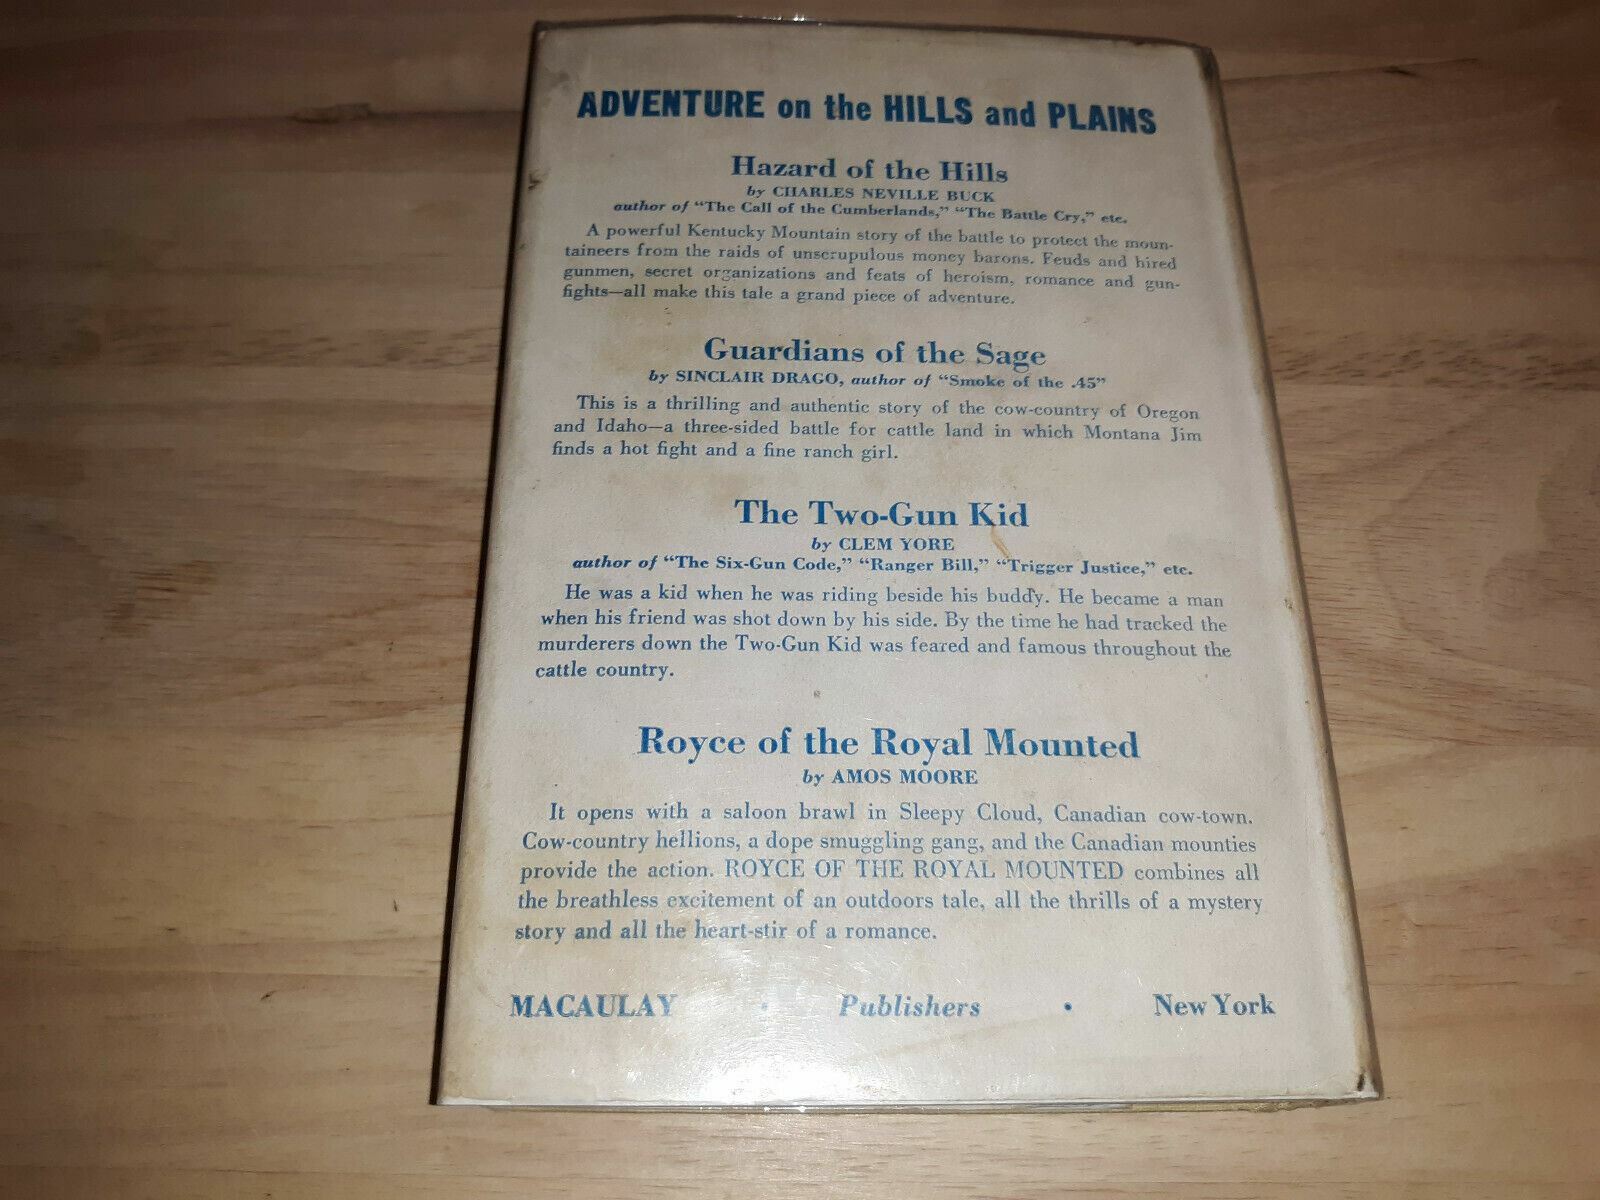 ADVENTURE on the HILLS and PLAINS
Hazard of the Hills
by CHARLES NEVILLE BUCK
author of "The Call of the Cumberlands," "The Battle Cry," etc.
A powerful Kentucky Mountain story of the battle to protect the moun-
taineers from the raids of unscrupulous money barons. Feuds and hired
gunmen, secret organizations and feats of heroism, romance and gun-
fights—all make this tale a grand piece of adventure.
Guardians of the Sage
by SINCLAIR DRAGO, author of "Smoke of the .45"
This is a thrilling and authentic story of the cow-country of Oregon
and Idaho—a three-sided battle for cattle land in which Montana Jim
finds a hot fight and a fine ranch girl.
The Two-Gun Kid
by CLEM YORE
author of "The Six-Gun Code," "Ranger Bill," "Trigger Justice," etc.
He was a kid when he was riding beside his buddy. He became a man
when his friend was shot down by his side. By the time he had tracked the
murderers down the Two-Gun Kid was feared and famous throughout the
cattle country.
Royce of the Royal Mounted
by AMOS MOORE
It opens with a saloon brawl in Sleepy Cloud, Canadian cow-town.
Cow-country hellions, a dope smuggling gang, and the Canadian mounties
provide the action. ROYCE OF THE ROYAL MOUNTED combines all
the breathless excitement of an outdoors tale, all the thrills of a mystery
story and all the heart-stir of a romance.
MACAULAY • Publishers • New York